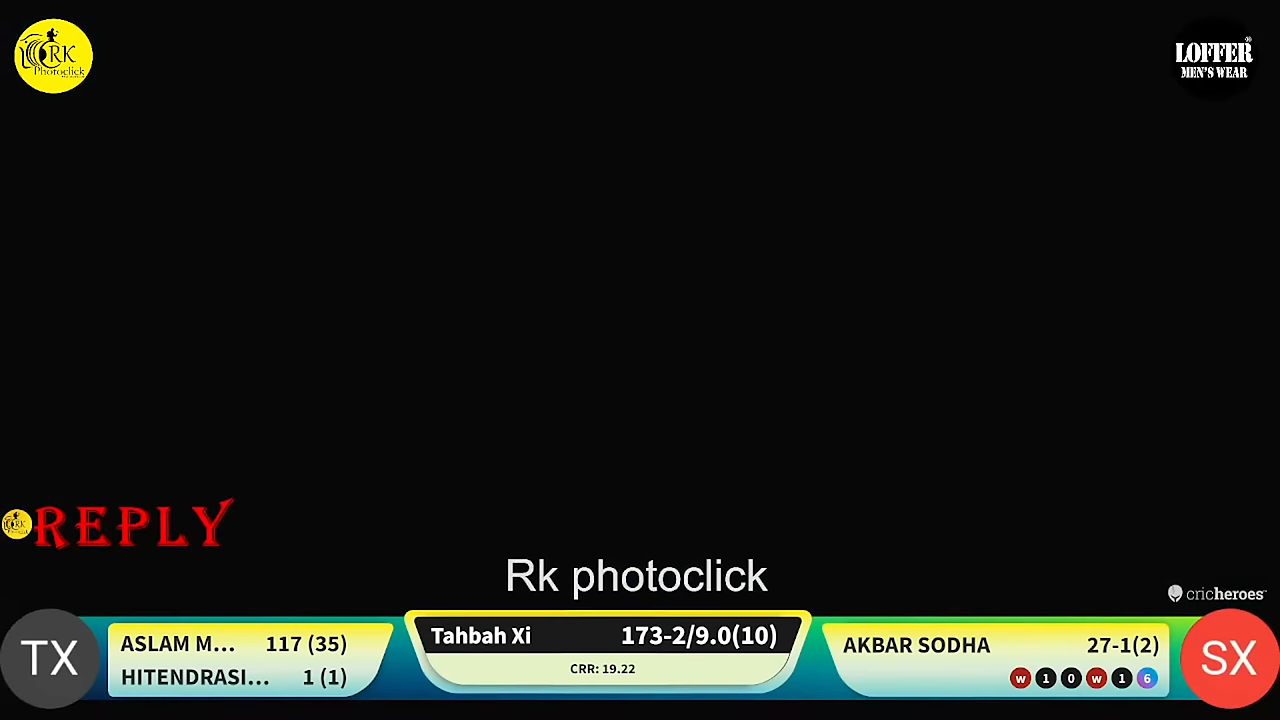 RK
Photoclick
LOFFER®
MEN'S WEAR
REPLY
Rk photoclick
cricheroes
TX
ASLAM M... 117 (35)
HITENDRASI... 1 (1)
Tahbah Xi 173-2/9.0(10)
CRR: 19.22
AKBAR SODHA 27-1(2)
W 1 0 W 1 6
SX